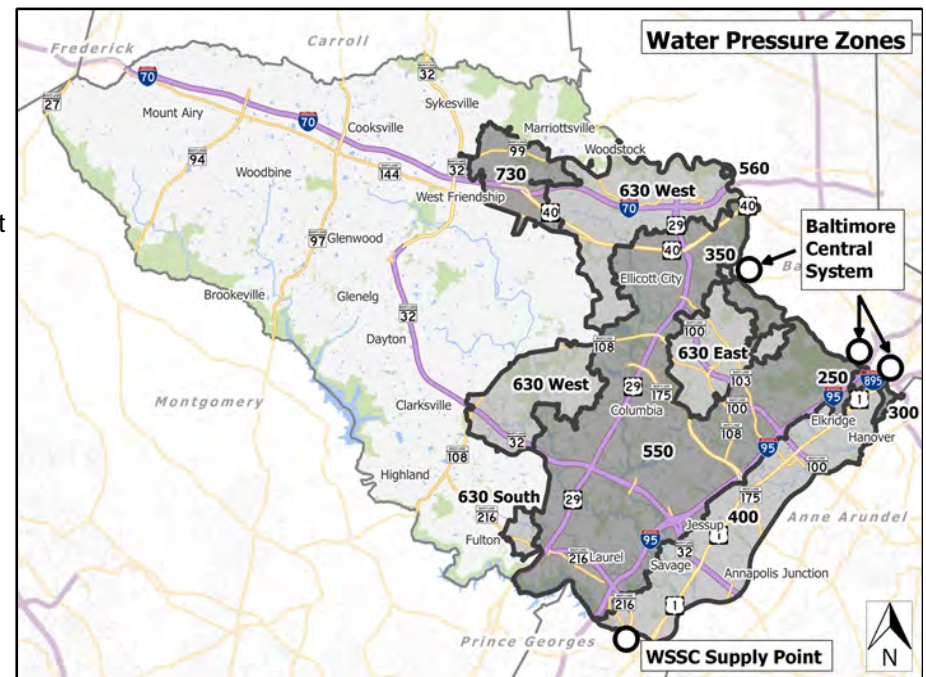 Water Pressure Zones
Frederick
Carroll
70
32
27
Mount Airy
Sykesville
70
Cooksville
Marriottsville
99
Woodstock
94
730
560
Woodbine
144
32
630 West
West Friendship
70
40
40
29
t
97
Glenwood
40
350
Baltimore
Central
System
Ba
Ellicott City
Brookeville
Glenelg
32
100
100
Dayton
108
630 East
630 West
250
895
29
175
103
95
1
Montgomery
Clarksville
Columbia
100
Elkridge
300
32
108
Hanover
108
550
95
100
Highland
630 South
175
29
400
Anne Arundel
216
Jessup
1
Fulton
95
32
216
Laurel
Savage
Annapolis Junction
216
1
Prince Georges
WSSC Supply Point
N